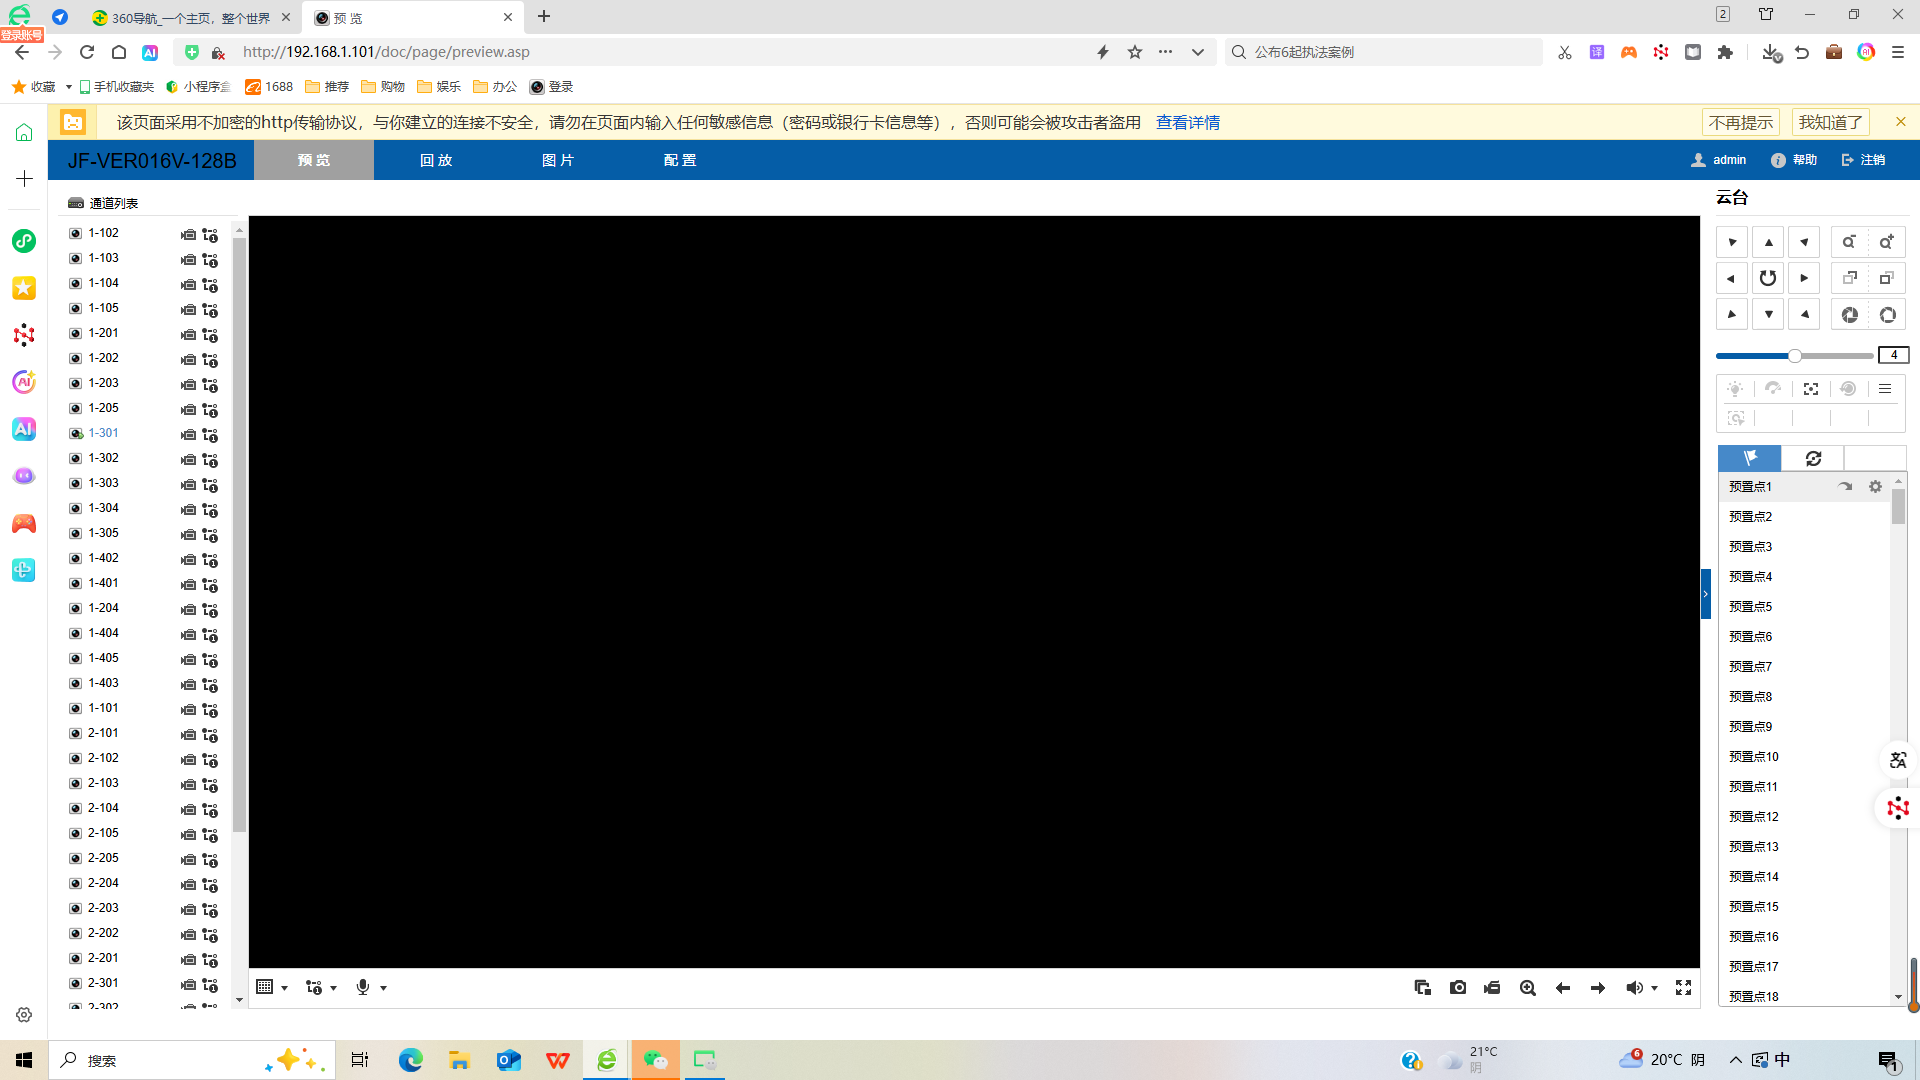 登录账号
360导航_一个主页，整个世界
预 览
2
http://192.168.1.101/doc/page/preview.asp
公布6起执法案例
收藏
手机收藏夹
小程序盒
1688
推荐
购物
娱乐
办公
登录
该页面采用不加密的http传输协议，与你建立的连接不安全，请勿在页面内输入任何敏感信息（密码或银行卡信息等），否则可能会被攻击者盗用 查看详情
不再提示
我知道了
JF-VER016V-128B
预 览
回 放
图 片
配 置
admin
帮助
注销
通道列表
1-102
1-103
1-104
1-105
1-201
1-202
1-203
1-205
1-301
1-302
1-303
1-304
1-305
1-402
1-401
1-204
1-404
1-405
1-403
1-101
2-101
2-102
2-103
2-104
2-105
2-205
2-204
2-203
2-202
2-201
2-301
2-302
云台
4
预置点1
预置点2
预置点3
预置点4
预置点5
预置点6
预置点7
预置点8
预置点9
预置点10
预置点11
预置点12
预置点13
预置点14
预置点15
预置点16
预置点17
预置点18
搜索
21°C
阴
6
20°C 阴
中
1